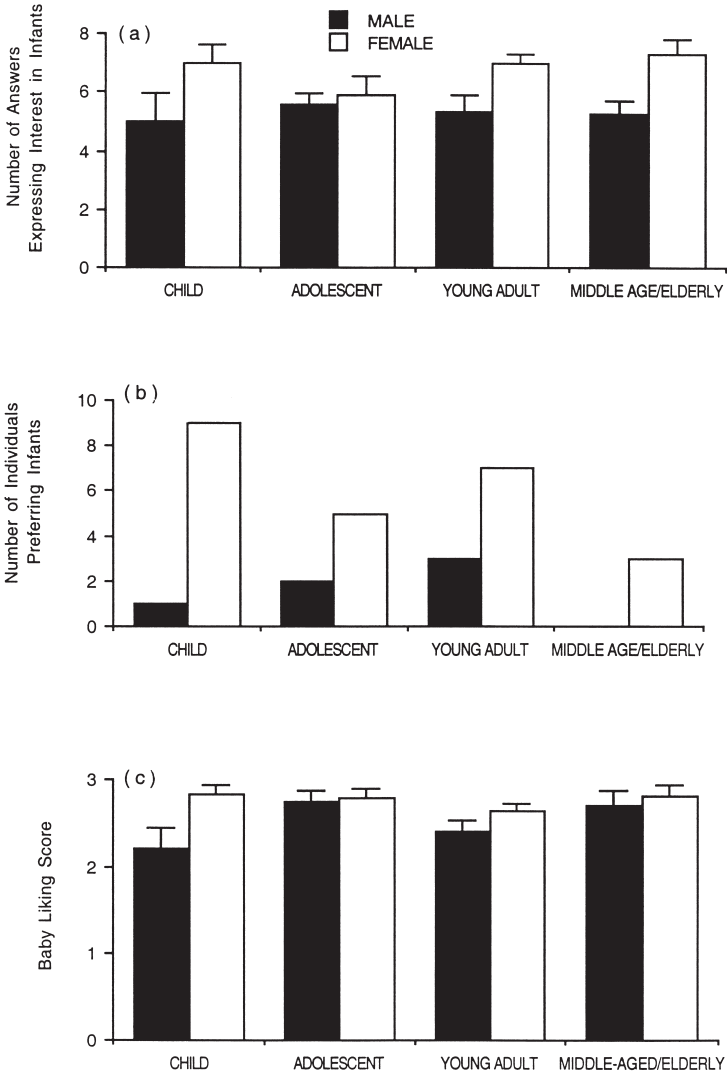 (a)
MALE
FEMALE
Number of Answers
Expressing Interest in Infants
8
6
4
2
0
CHILD ADOLESCENT YOUNG ADULT MIDDLE AGE/ELDERLY
(b)
Number of Individuals
Preferring Infants
10
8
6
4
2
0
CHILD ADOLESCENT YOUNG ADULT MIDDLE AGE/ELDERLY
(c)
Baby Liking Score
3
2
1
0
CHILD ADOLESCENT YOUNG ADULT MIDDLE-AGED/ELDERLY